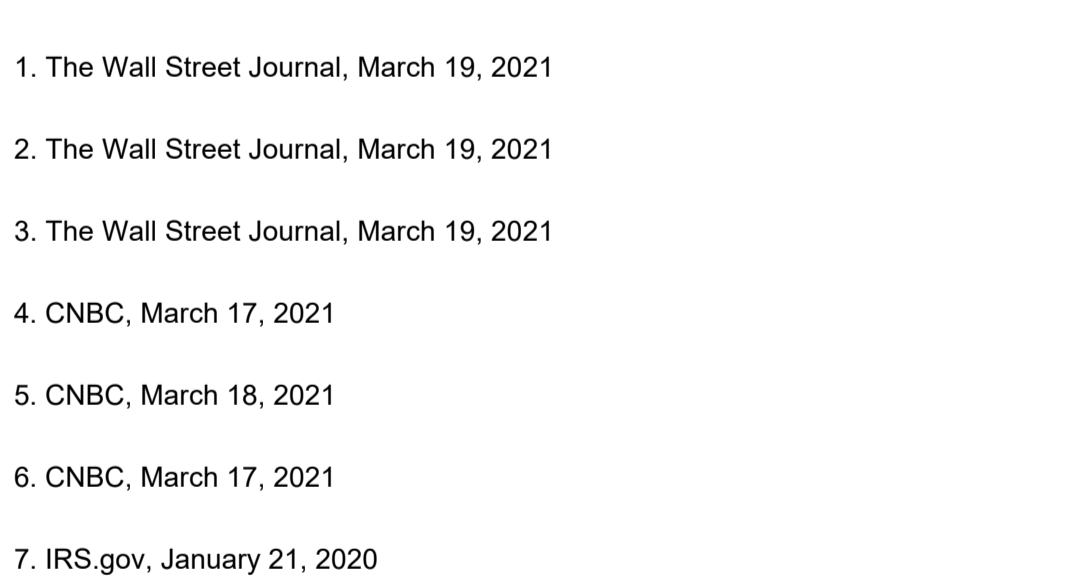 1. The Wall Street Journal, March 19, 2021
2. The Wall Street Journal, March 19, 2021
3. The Wall Street Journal, March 19, 2021
4. CNBC, March 17, 2021
5. CNBC, March 18, 2021
6. CNBC, March 17, 2021
7. IRS.gov, January 21, 2020